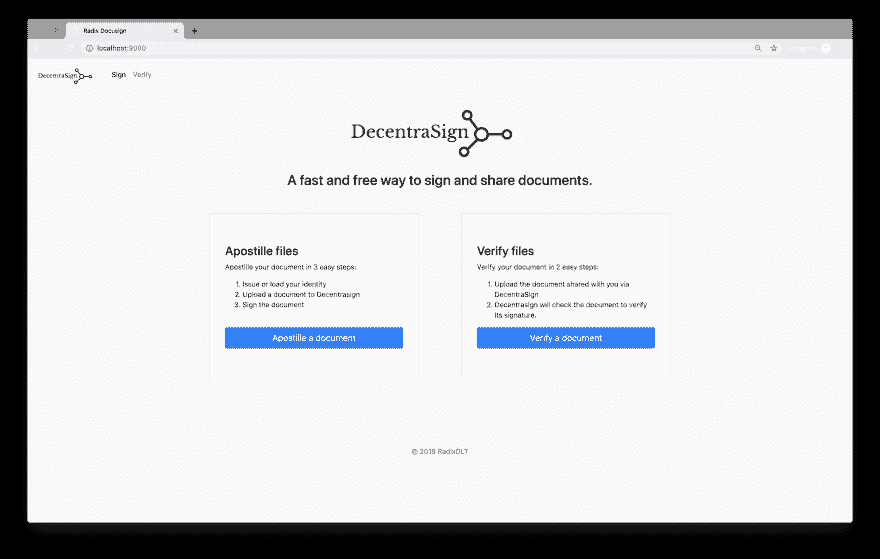 Radix Docusign
localhost:9000
DecentraSign
Sign Verify
DecentraSign
A fast and free way to sign and share documents.
Apostille files
Apostille your document in 3 easy steps:
1. Issue or load your identity
2. Upload a document to Decentrasign
3. Sign the document
Apostille a document
Verify files
Verify your document in 2 easy steps:
1. Upload the document shared with you via
DecentraSign
2. Decentrasign will check the document to verify
its signature.
Verify a document
© 2019 RadixDLT